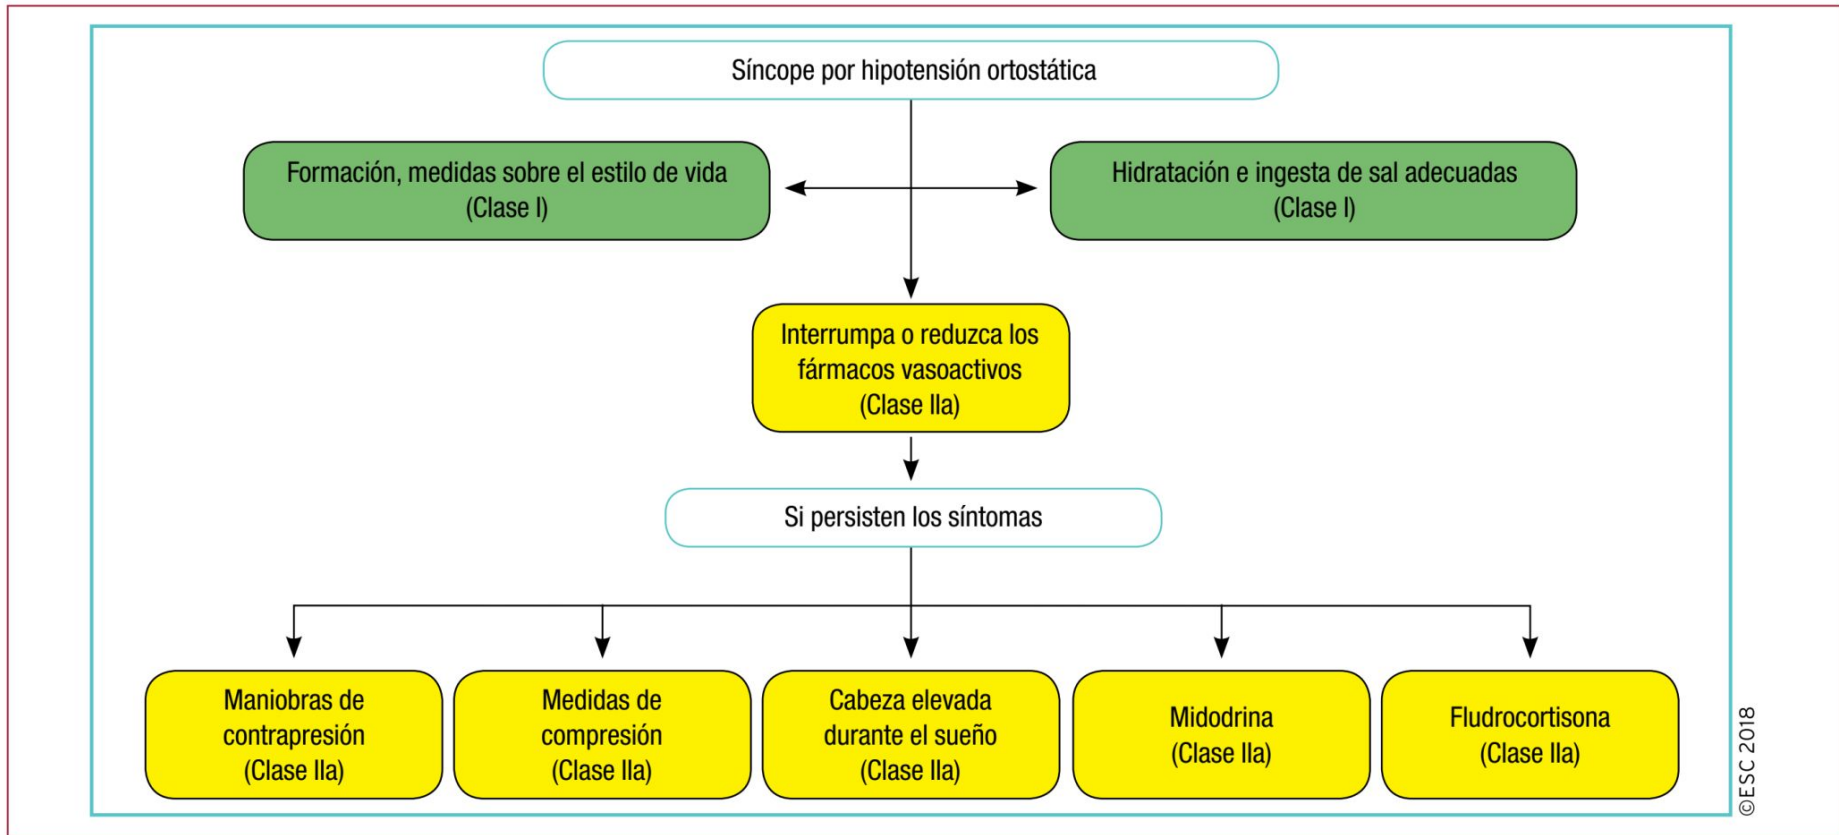 Síncope por hipotensión ortostática
Formación, medidas sobre el estilo de vida
(Clase I)
Hidratación e ingesta de sal adecuadas
(Clase I)
Interrumpa o reduzca los
fármacos vasoactivos
(Clase IIa)
Si persisten los síntomas
Maniobras de
contrapresión
(Clase IIa)
Medidas de
compresión
(Clase IIa)
Cabeza elevada
durante el sueño
(Clase IIa)
Midodrina
(Clase IIa)
Fludrocortisona
(Clase IIa)
©ESC 2018